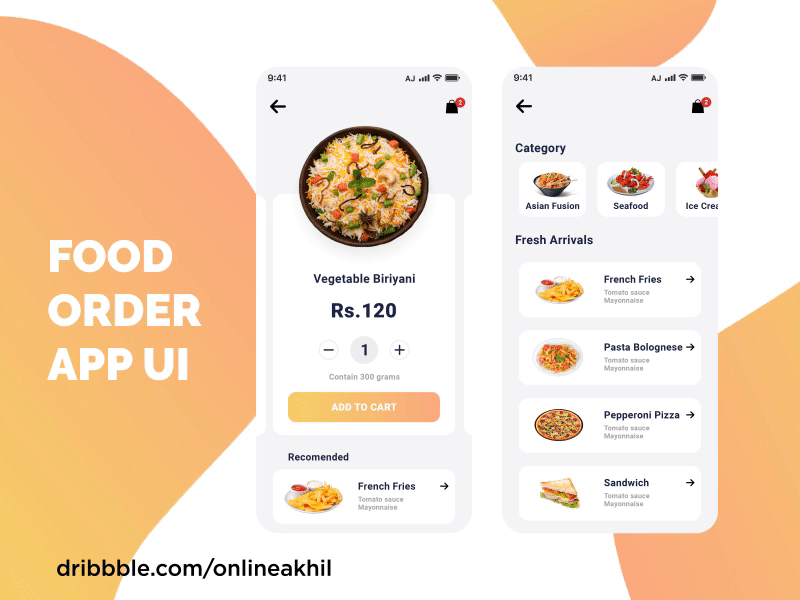 FOOD
ORDER
APP UI
dribbble.com/onlineakhil
9:41
AJ
2
Vegetable Biriyani
Rs.120
1
Contain 300 grams
ADD TO CART
Recomended
French Fries
Tomato sauce
Mayonnaise
9:41
AJ
2
Category
Asian Fusion
Seafood
Ice Crea
Fresh Arrivals
French Fries
Tomato sauce
Mayonnaise
Pasta Bolognese
Tomato sauce
Mayonnaise
Pepperoni Pizza
Tomato sauce
Mayonnaise
Sandwich
Tomato sauce
Mayonnaise